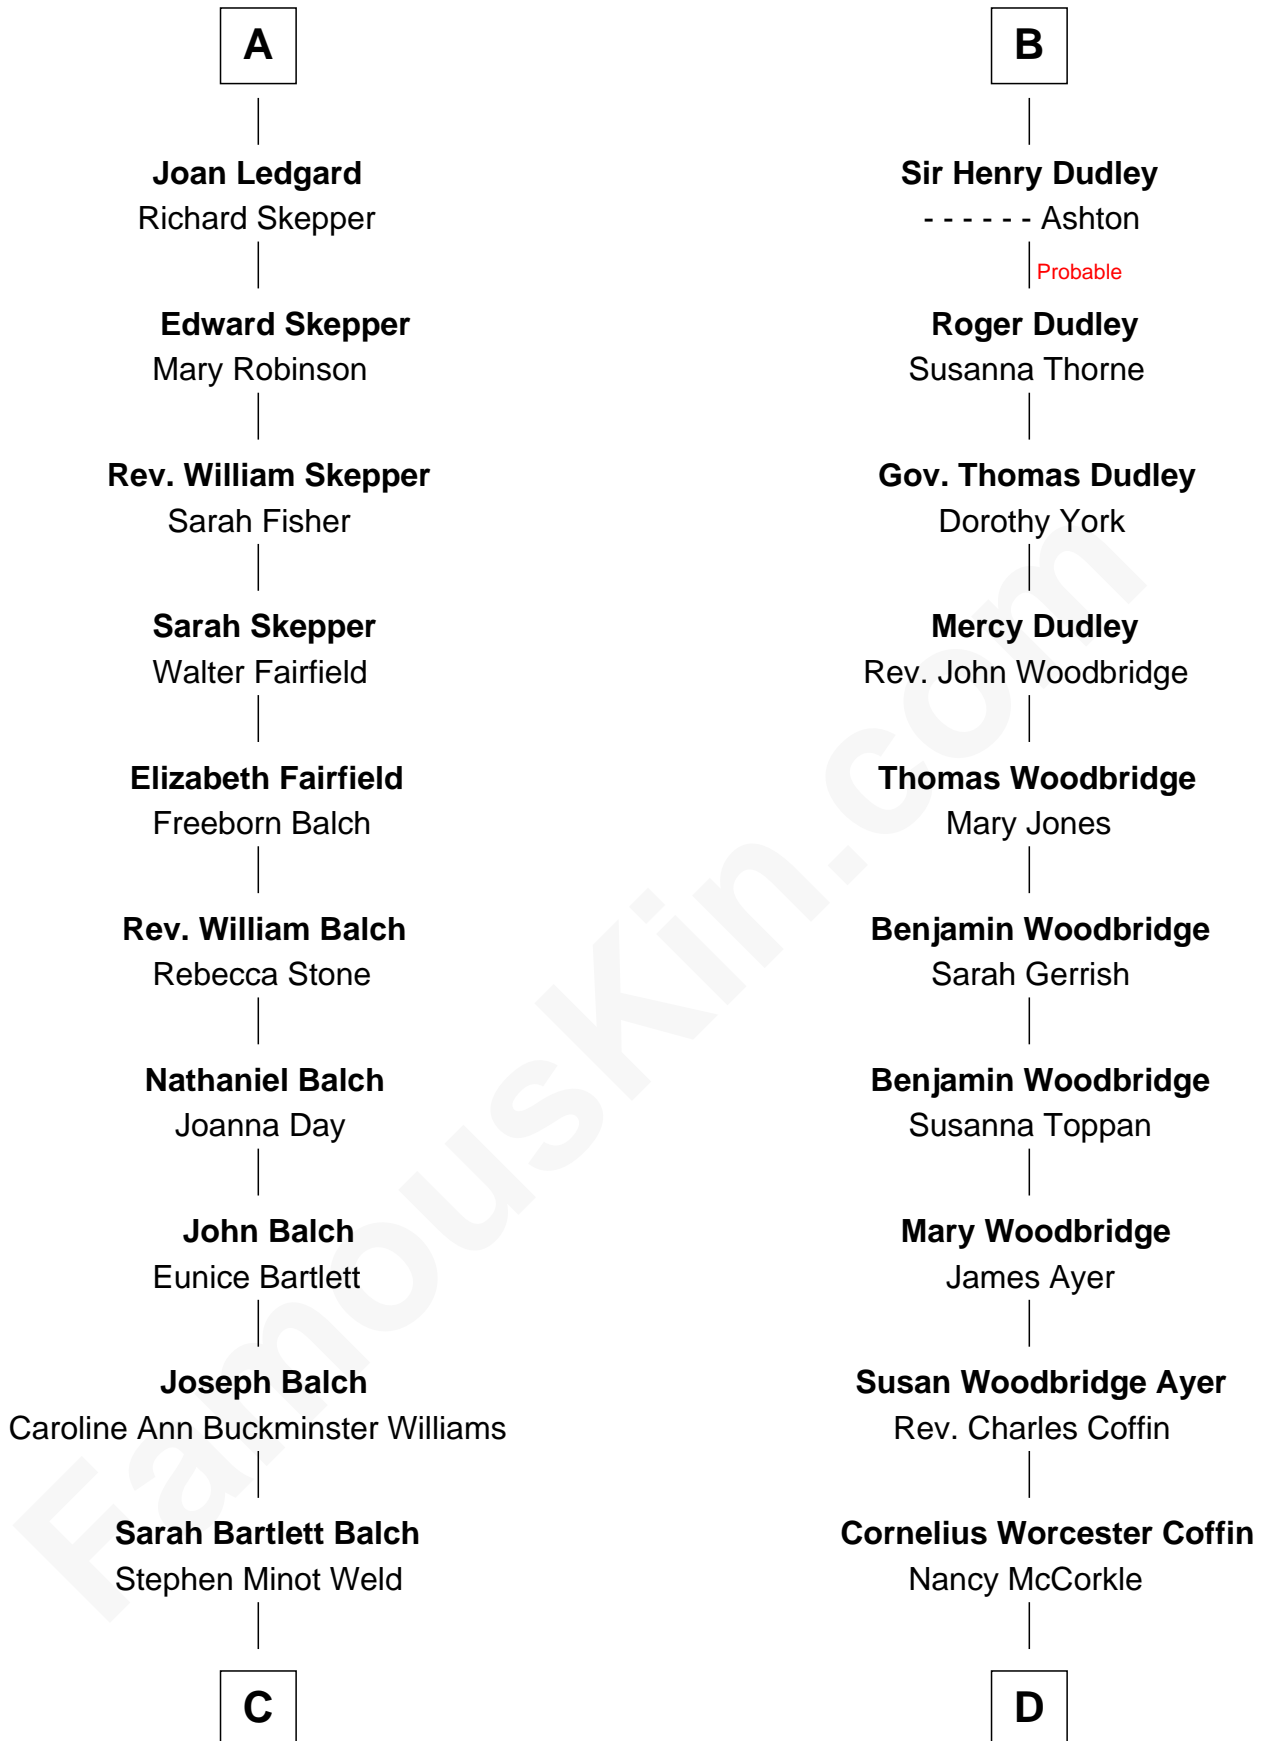 A
Joan Ledgard
Richard Skepper
Edward Skepper
Mary Robinson
Rev. William Skepper
Sarah Fisher
Sarah Skepper
Walter Fairfield
Elizabeth Fairfield
Freeborn Balch
Rev. William Balch
Rebecca Stone
Nathaniel Balch
Joanna Day
John Balch
Eunice Bartlett
Joseph Balch
Caroline Ann Buckminster Williams
Sarah Bartlett Balch
Stephen Minot Weld
C
B
Sir Henry Dudley
- - - - - - Ashton
Probable
Roger Dudley
Susanna Thorne
Gov. Thomas Dudley
Dorothy York
Mercy Dudley
Rev. John Woodbridge
Thomas Woodbridge
Mary Jones
Benjamin Woodbridge
Sarah Gerrish
Benjamin Woodbridge
Susanna Toppan
Mary Woodbridge
James Ayer
Susan Woodbridge Ayer
Rev. Charles Coffin
Cornelius Worcester Coffin
Nancy McCorkle
D
FamousKin.com